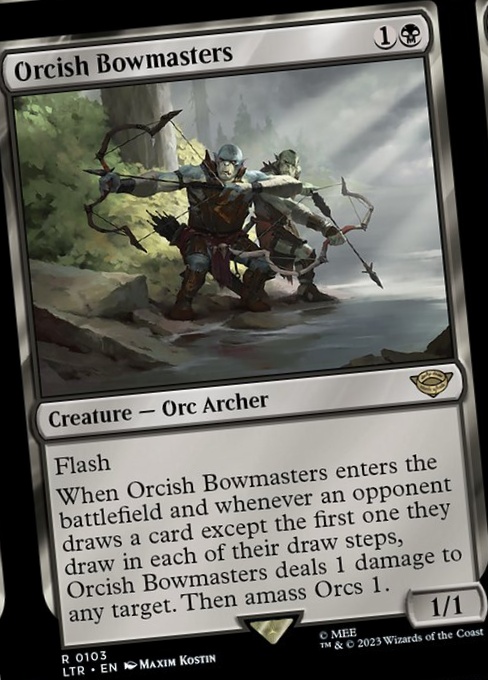 Orcish Bowmasters 1
Creature — Orc Archer
Flash
When Orcish Bowmasters enters the
battlefield and whenever an opponent
draws a card except the first one they
draw in each of their draw steps,
Orcish Bowmasters deals 1 damage to
any target. Then amass Orcs 1.
1/1
R 0103
LTR • EN Maxim Kostin
© MEE
™ & © 2023 Wizards of the Coast